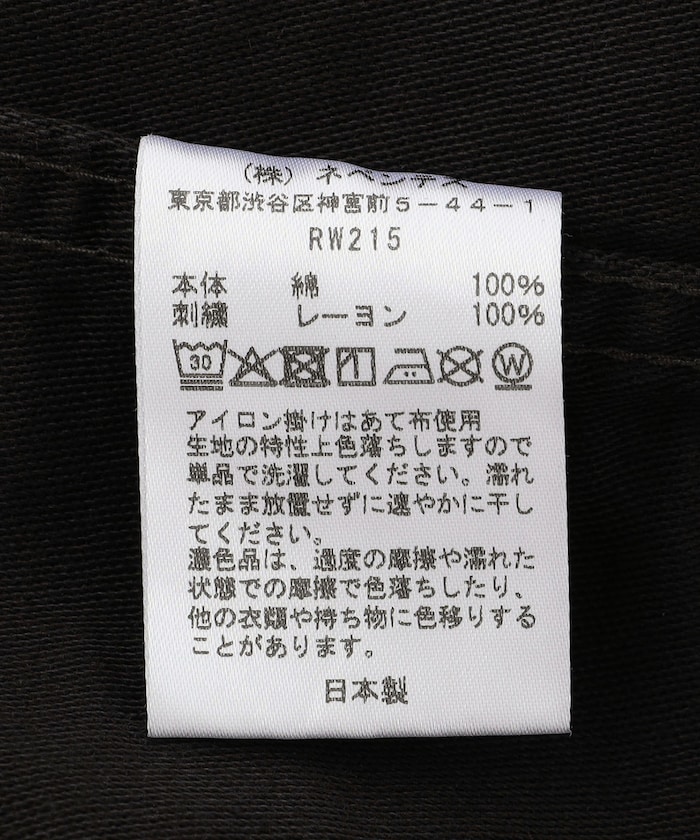 (株) ネペンテス
東京都渋谷区神宮前5-44-1
RW215
本体 綿 100%
刺繍 レーヨン 100%
30 W
アイロン掛けはあて布使用
生地の特性上色落ちしますので
単品で洗濯してください。濡れ
たまま放置せずに速やかに干し
てください。
濃色品は、過度の摩擦や濡れた
状態での摩擦で色落ちしたり、
他の衣類や持ち物に色移りする
ことがあります。
日本製